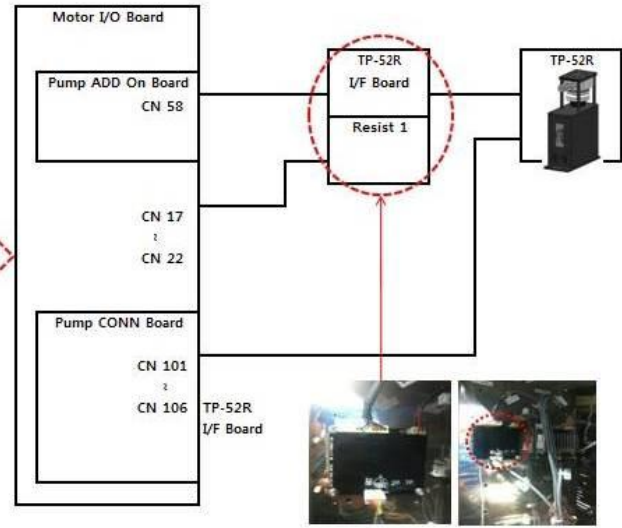 Motor I/O Board
Pump ADD On Board
CN 58
CN 17
~
CN 22
Pump CONN Board
CN 101
~
CN 106
TP-52R
I/F Board
TP-52R
I/F Board
Resist 1
TP-52R